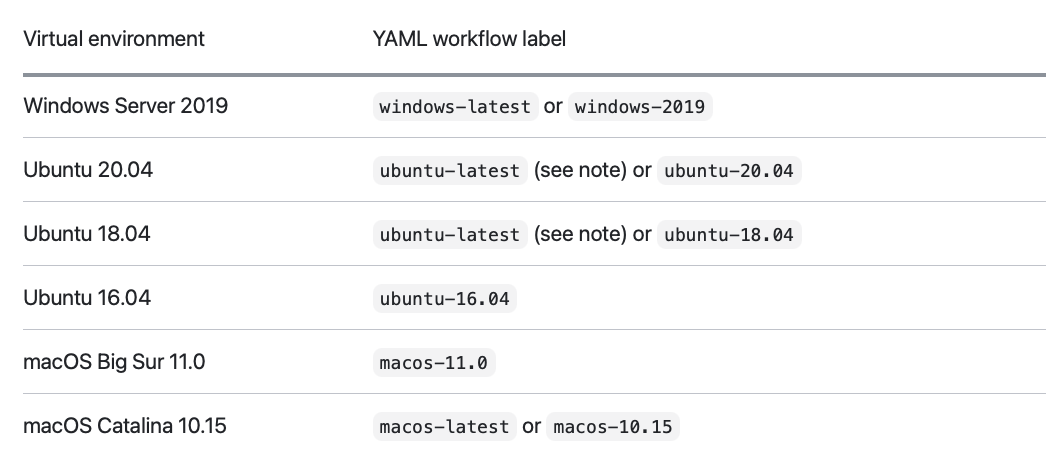 Virtual environment YAML workflow label
Windows Server 2019 windows-latest or windows-2019
Ubuntu 20.04 ubuntu-latest (see note) or ubuntu-20.04
Ubuntu 18.04 ubuntu-latest (see note) or ubuntu-18.04
Ubuntu 16.04 ubuntu-16.04
macOS Big Sur 11.0 macos-11.0
macOS Catalina 10.15 macos-latest or macos-10.15